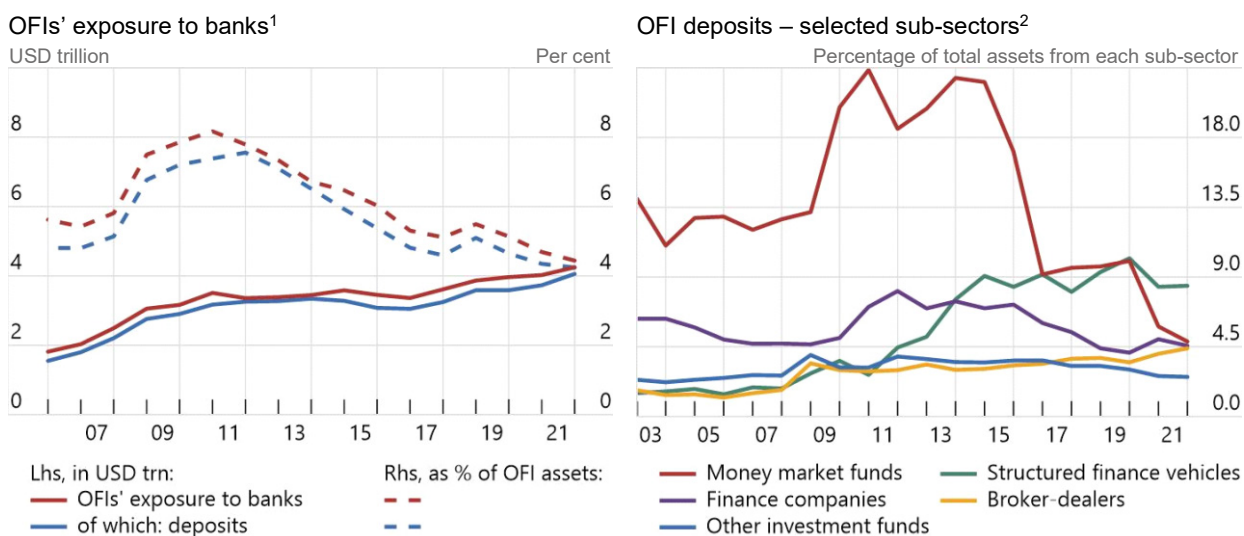 OFIs' exposure to banks1
USD trillion Per cent
8 8
6 6
4 4
2 2
0 0
07 09 11 13 15 17 19 21
Lhs, in USD trn: Rhs, as % of OFI assets:
OFIs' exposure to banks
of which: deposits
OFI deposits – selected sub-sectors2
Percentage of total assets from each sub-sector
18.0
13.5
9.0
4.5
0.0
03 05 07 09 11 13 15 17 19 21
Money market funds Structured finance vehicles
Finance companies Broker-dealers
Other investment funds